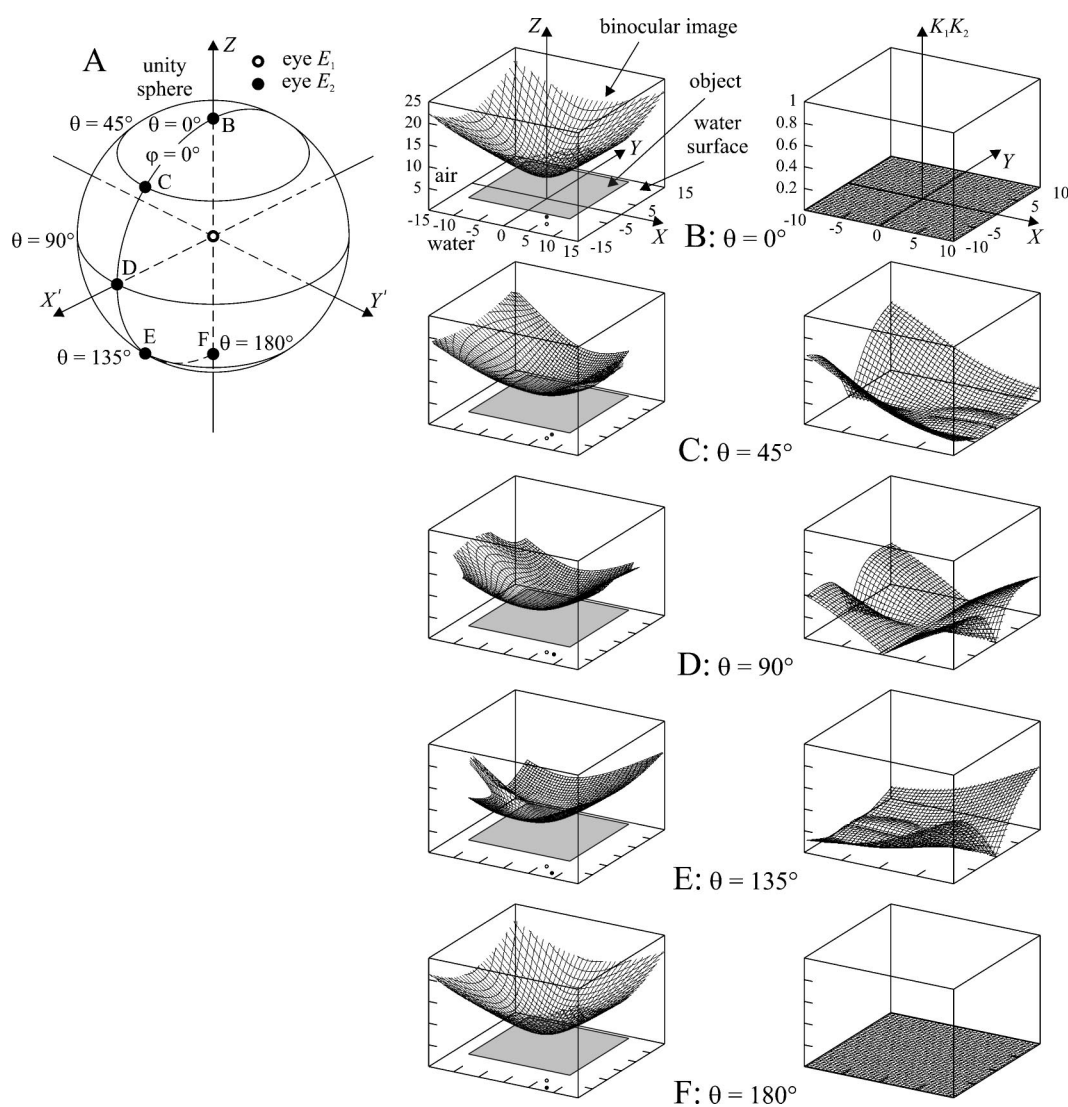 A
unity
sphere
Z
eye E₁
eye E₂
θ = 45°
θ = 0°
B
φ = 0°
C
θ = 90°
D
X'
Y'
E
F
θ = 135°
θ = 180°
Z
binocular image
object
water
surface
25
20
15
10
5
air
water
Y
X
-15
-5
0
5
10
15
-15
-5
5
15
B: θ = 0°
K₁K₂
1
0.8
0.6
0.4
0.2
Y
X
-10
-5
0
5
10
-10
-5
0
5
10
C: θ = 45°
D: θ = 90°
E: θ = 135°
F: θ = 180°